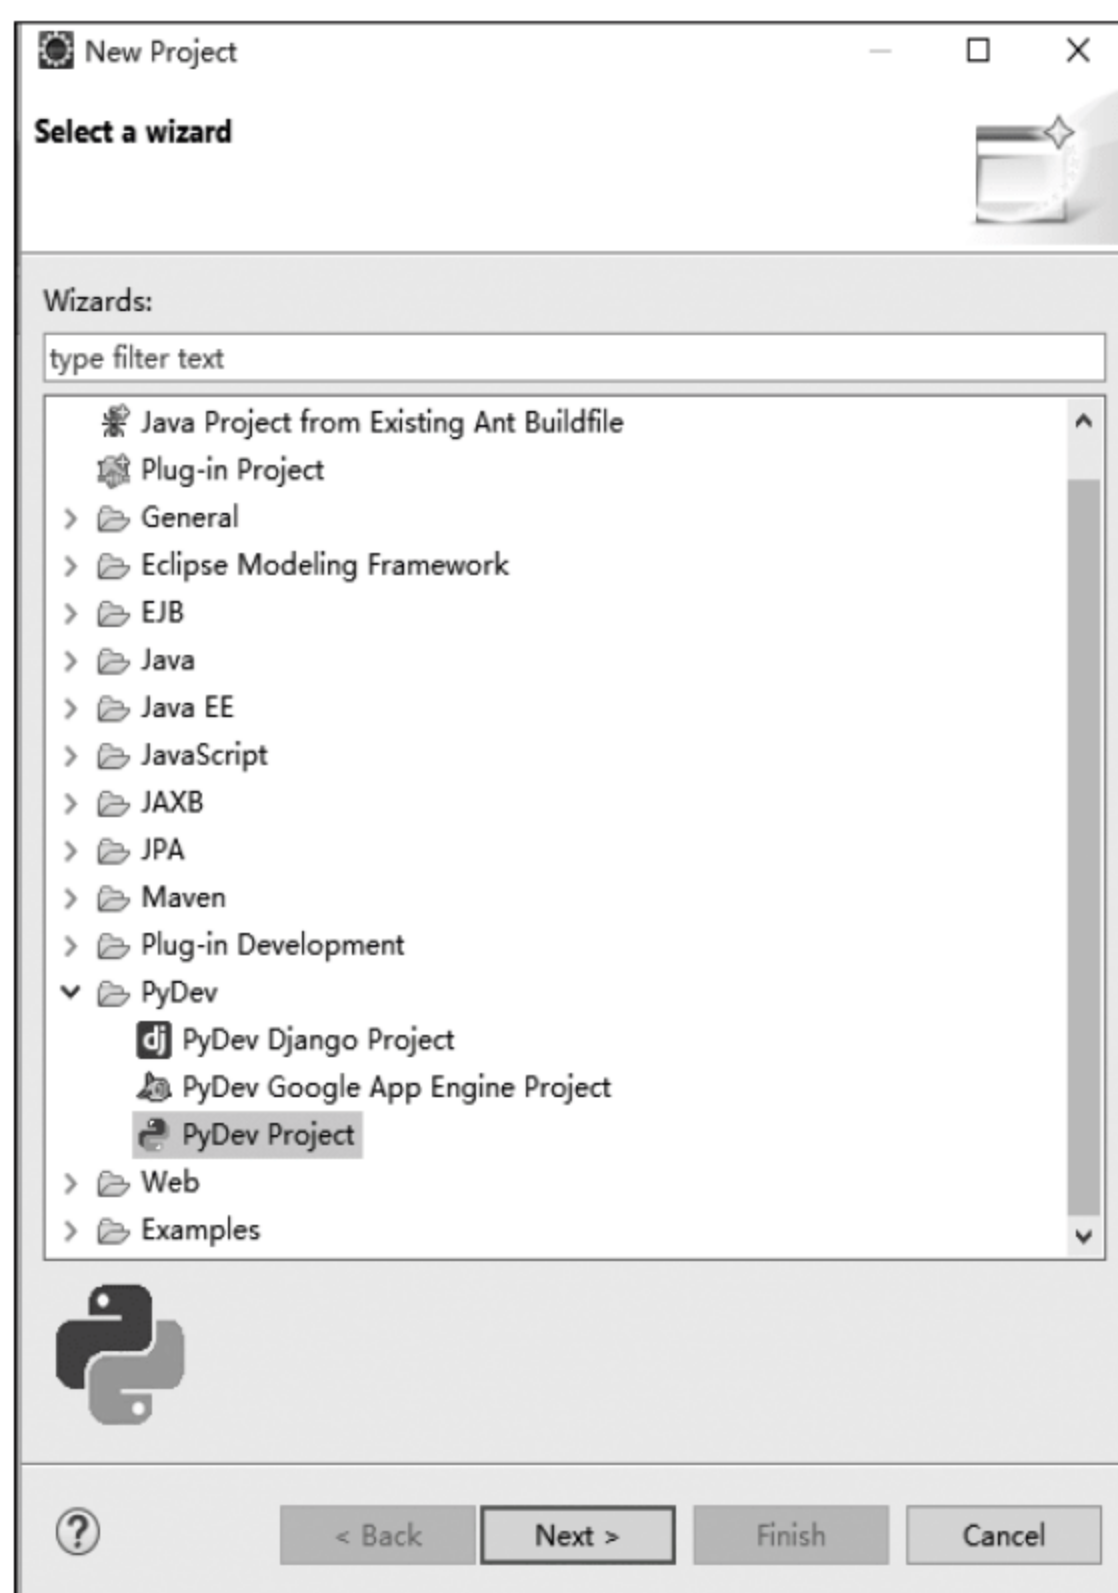 New Project
Select a wizard
Wizards:
type filter text
Java Project from Existing Ant Buildfile
Plug-in Project
General
Eclipse Modeling Framework
EJB
Java
Java EE
JavaScript
JAXB
JPA
Maven
Plug-in Development
PyDev
dj PyDev Django Project
PyDev Google App Engine Project
PyDev Project
Web
Examples
? < Back Next > Finish Cancel